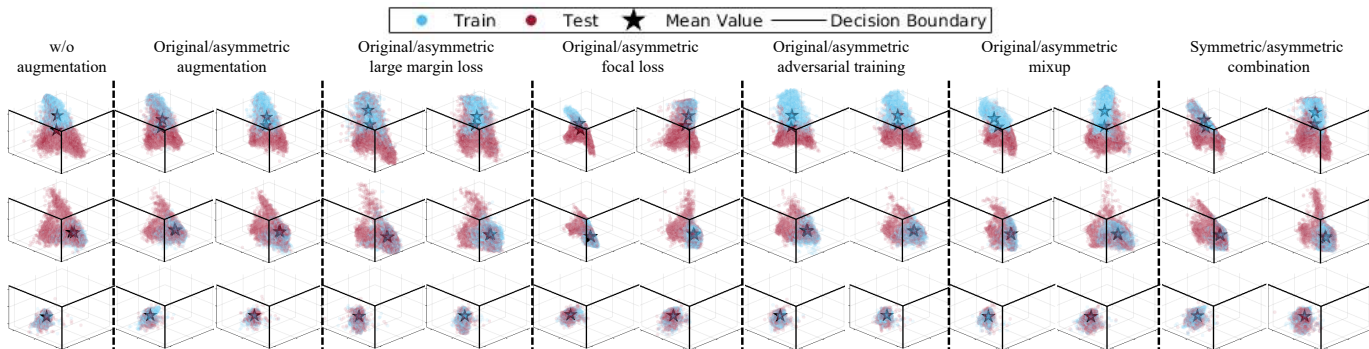 Train Test Mean Value Decision Boundary
w/o
augmentation
Original/asymmetric
augmentation
Original/asymmetric
large margin loss
Original/asymmetric
focal loss
Original/asymmetric
adversarial training
Original/asymmetric
mixup
Symmetric/asymmetric
combination